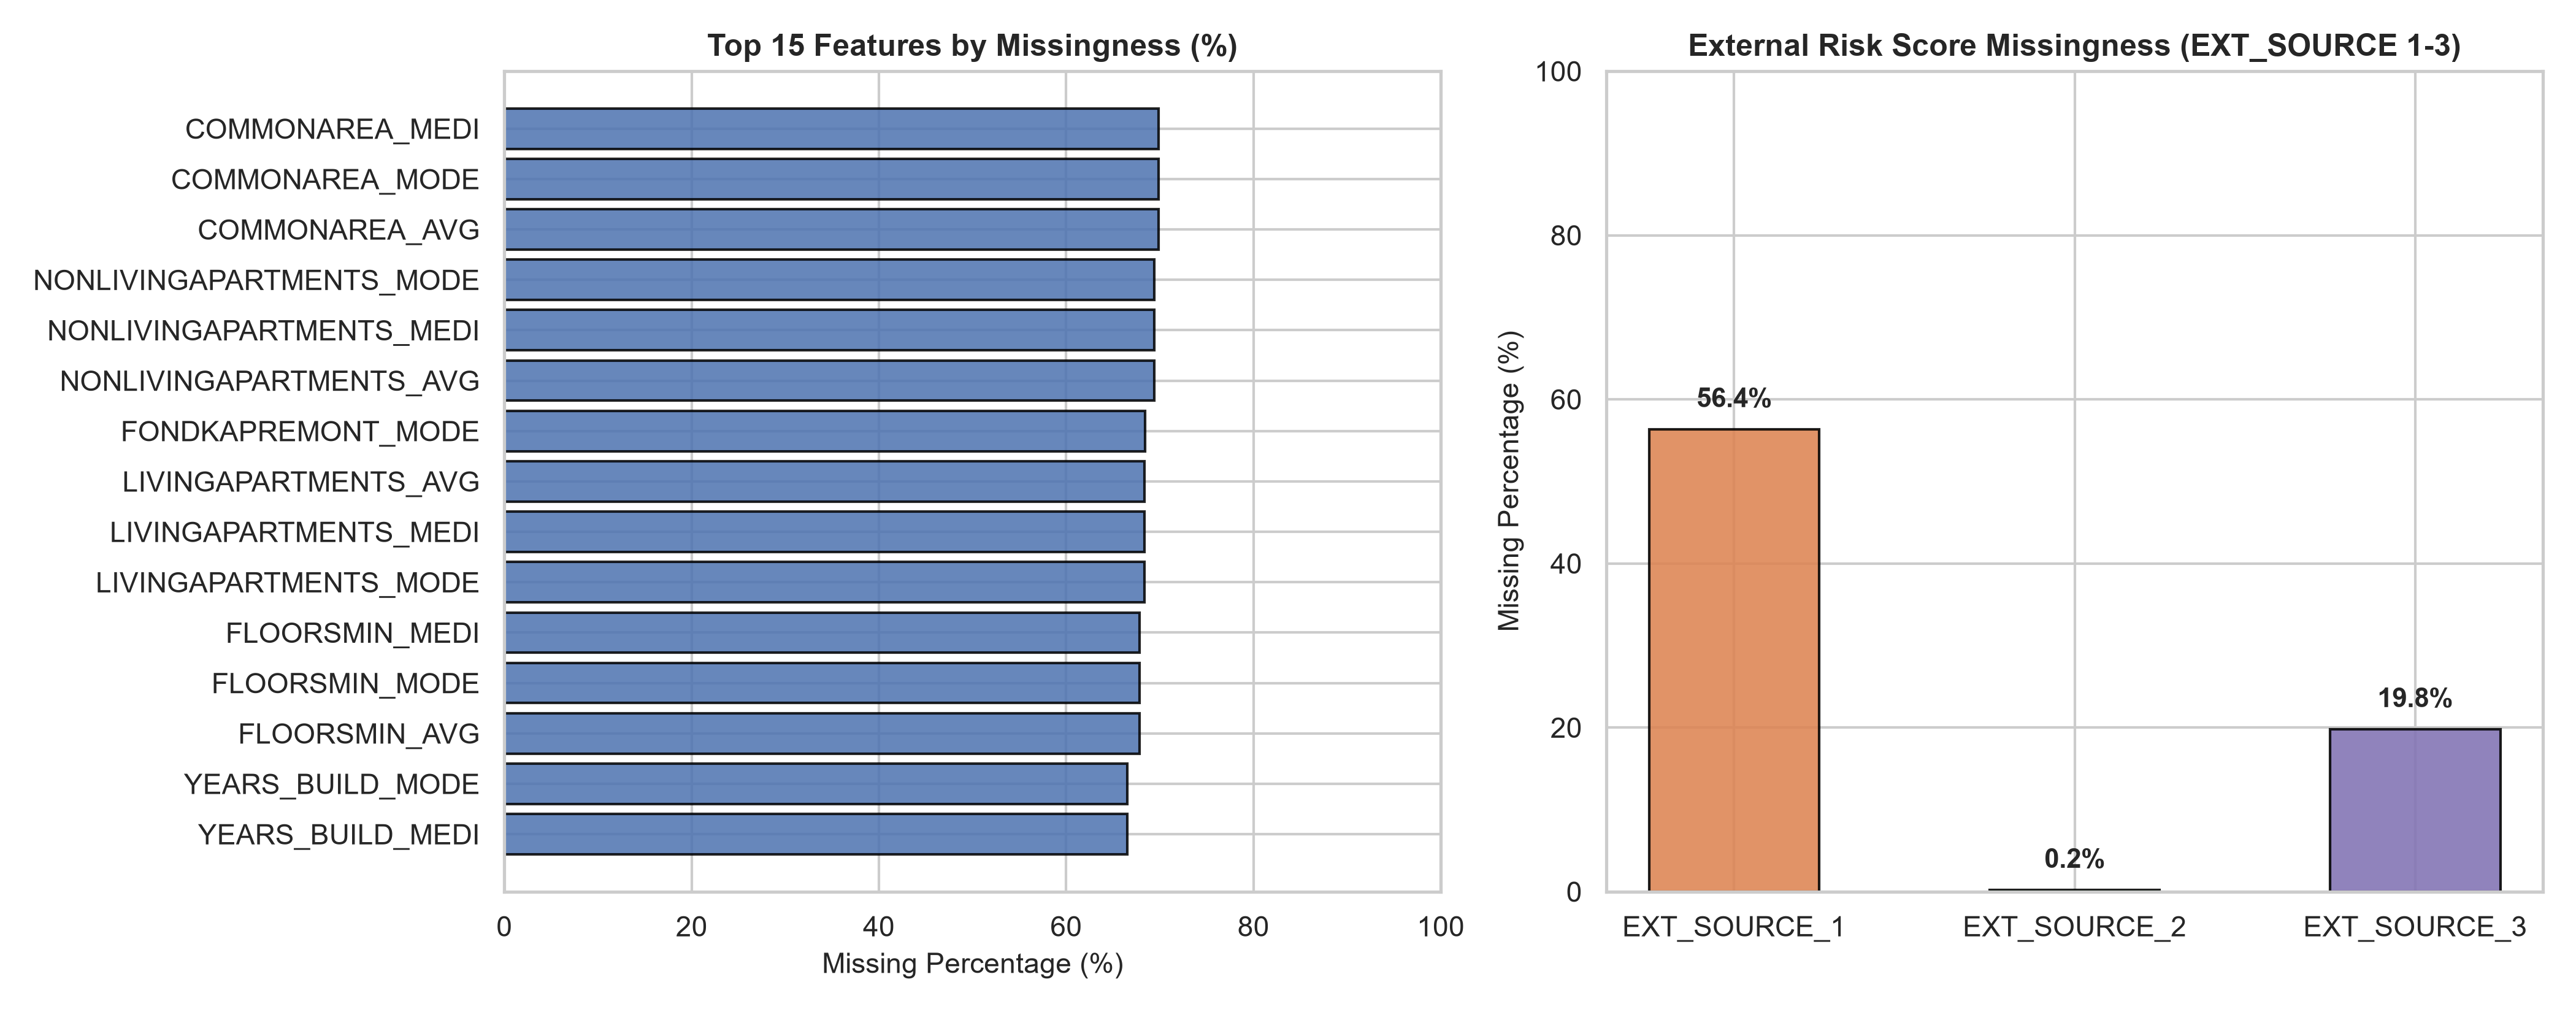 Top 15 Features by Missingness (%)
COMMONAREA_MEDI
COMMONAREA_MODE
COMMONAREA_AVG
NONLIVINGAPARTMENTS_MODE
NONLIVINGAPARTMENTS_MEDI
NONLIVINGAPARTMENTS_AVG
FONDKAPREMONT_MODE
LIVINGAPARTMENTS_AVG
LIVINGAPARTMENTS_MEDI
LIVINGAPARTMENTS_MODE
FLOORSMIN_MEDI
FLOORSMIN_MODE
FLOORSMIN_AVG
YEARS_BUILD_MODE
YEARS_BUILD_MEDI
0 20 40 60 80 100
Missing Percentage (%)
External Risk Score Missingness (EXT_SOURCE 1-3)
Missing Percentage (%)
100
80
60
40
20
0
56.4%
0.2%
19.8%
EXT_SOURCE_1 EXT_SOURCE_2 EXT_SOURCE_3